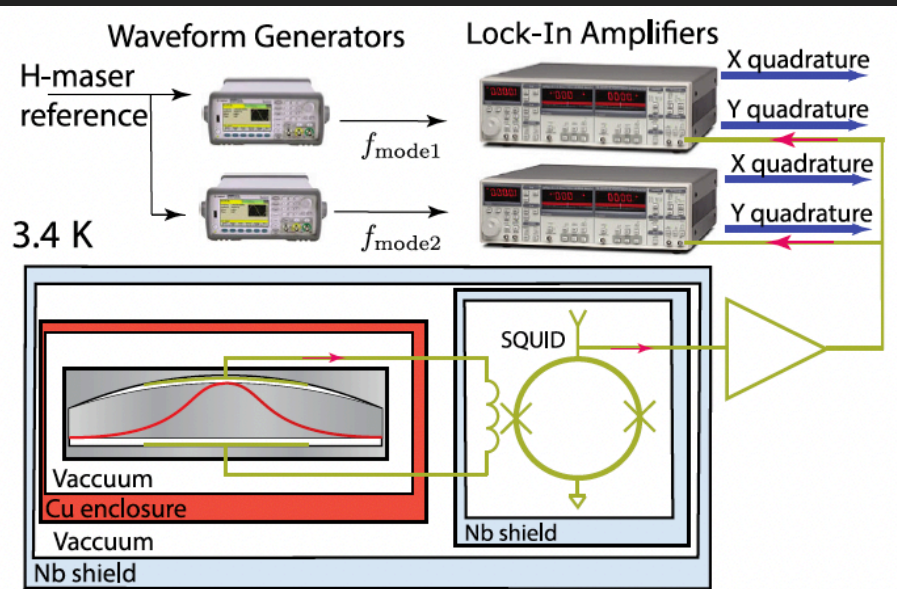 Waveform Generators
Lock-In Amplifiers
H-maser
reference
X quadrature
Y quadrature
f_mode1
X quadrature
Y quadrature
f_mode2
3.4 K
SQUID
Vaccuum
Cu enclosure
Nb shield
Vaccuum
Nb shield